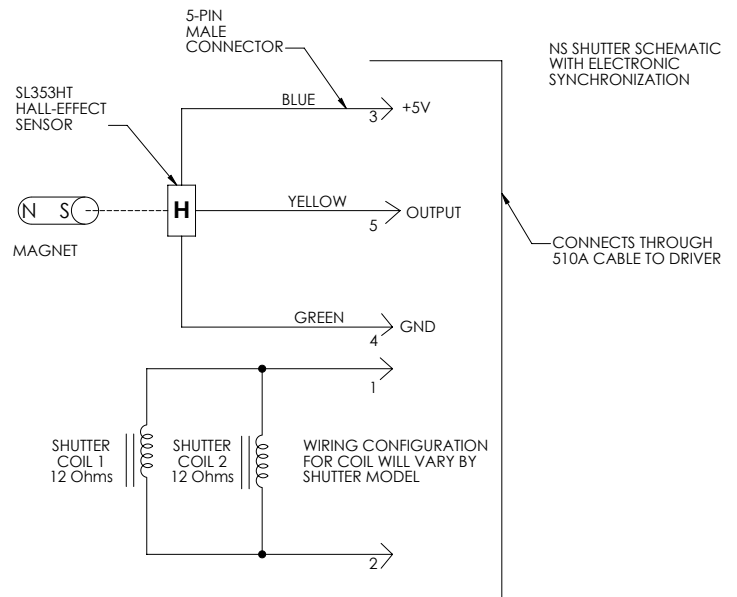 5-PIN
MALE
CONNECTOR
NS SHUTTER SCHEMATIC
WITH ELECTRONIC
SYNCHRONIZATION
SL353HT
HALL-EFFECT
SENSOR
BLUE
3
+5V
N S
H
YELLOW
5
OUTPUT
MAGNET
CONNECTS THROUGH
510A CABLE TO DRIVER
GREEN
4
GND
1
SHUTTER
COIL 1
12 Ohms
SHUTTER
COIL 2
12 Ohms
WIRING CONFIGURATION
FOR COIL WILL VARY BY
SHUTTER MODEL
2